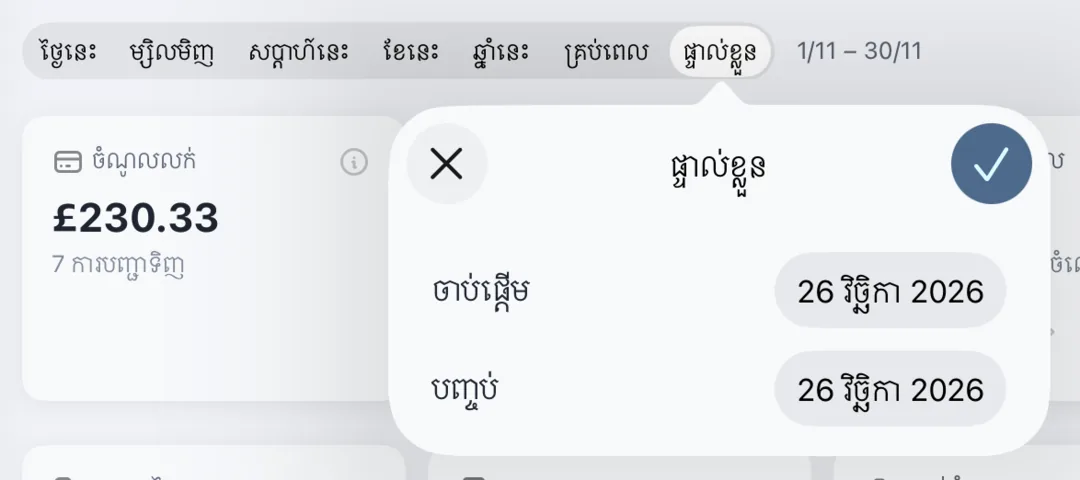 ថ្ងៃនេះ ម្សិលមិញ សប្តាហ៍នេះ ខែនេះ ឆ្នាំនេះ គ្រប់ពេល ផ្ទាល់ខ្លួន 1/11 – 30/11
ចំណូលលក់
£230.33
7 ការបញ្ជាទិញ
ផ្ទាល់ខ្លួន
ចាប់ផ្តើម 26 វិច្ឆិកា 2026
បញ្ចប់ 26 វិច្ឆិកា 2026